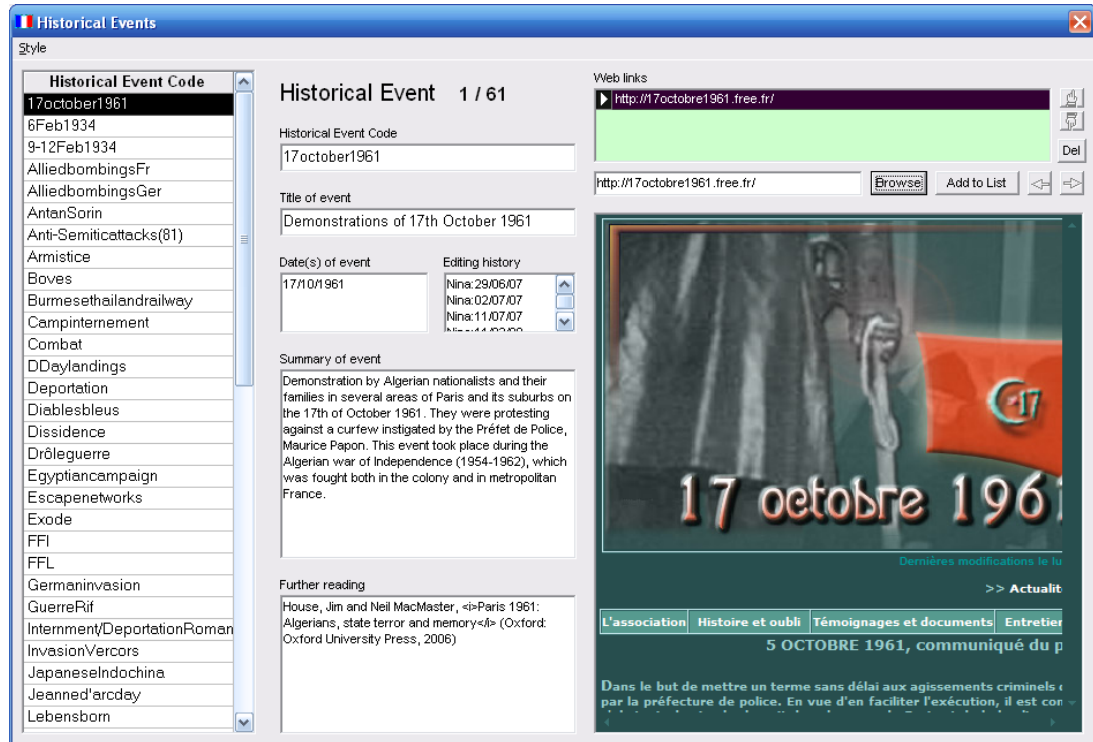 Historical Events
Style
Historical Event Code
17october1961
6Feb1934
9-12Feb1934
AlliedbombingsFr
AlliedbombingsGer
AntanSorin
Anti-Semiticattacks(81)
Armistice
Boves
Burmesethailandrailway
Campinternement
Combat
DDaylandings
Deportation
Diablesbleus
Dissidence
Drôleguerre
Egyptiancampaign
Escapenetworks
Exode
FFI
FFL
Germaninvasion
GuerreRif
Internment/DeportationRoman
InvasionVercors
JapaneseIndochina
Jeanned'arcday
Lebensborn
Historical Event 1 / 61
Historical Event Code
17october1961
Title of event
Demonstrations of 17th October 1961
Date(s) of event
17/10/1961
Editing history
Nina:29/06/07
Nina:02/07/07
Nina:11/07/07
Summary of event
Demonstration by Algerian nationalists and their
families in several areas of Paris and its suburbs on
the 17th of October 1961. They were protesting
against a curfew instigated by the Préfet de Police,
Maurice Papon. This event took place during the
Algerian war of Independence (1954-1962), which
was fought both in the colony and in metropolitan
France.
Further reading
House, Jim and Neil MacMaster, <i>Paris 1961:
Algerians, state terror and memory</i> (Oxford:
Oxford University Press, 2006)
Web links
http://17octobre1961.free.fr/
Del
http://17octobre1961.free.fr/
Browse
Add to List
17
17 octobre 1961
Dernières modifications le lu
>> Actualit
L'association Histoire et oubli Témoignages et documents Entretien
5 OCTOBRE 1961, communiqué du p
Dans le but de mettre un terme sans délai aux agissements criminels
par la préfecture de police. En vue d'en faciliter l'exécution, il est con